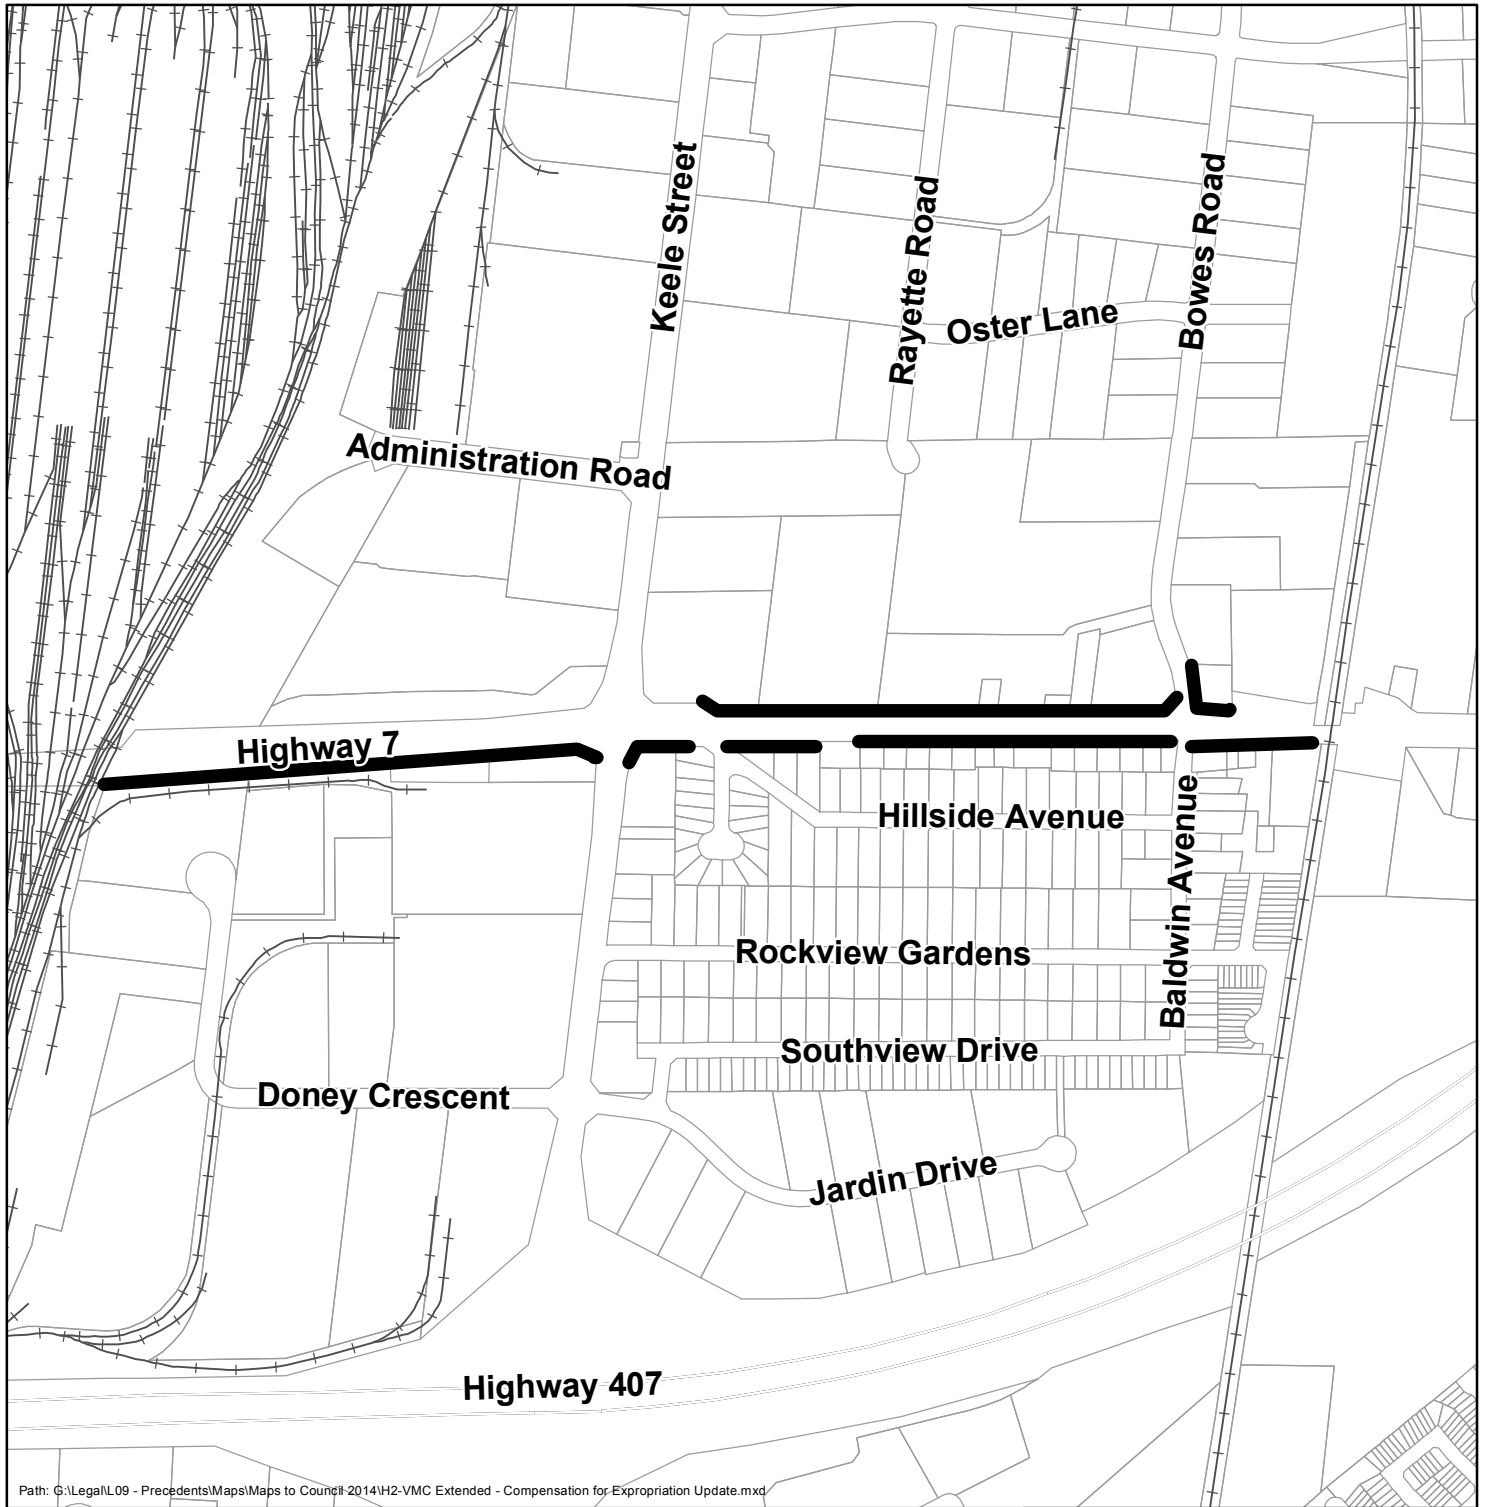 Keele Street
Rayette Road
Bowes Road
Oster Lane
Administration Road
Highway 7
Hillside Avenue
Baldwin Avenue
Rockview Gardens
Southview Drive
Doney Crescent
Jardin Drive
Highway 407
Path: G:\Legal\L09 - Precedents\Maps\Maps to Council 2014\H2-VMC Extended - Compensation for Expropriation Update.mxd